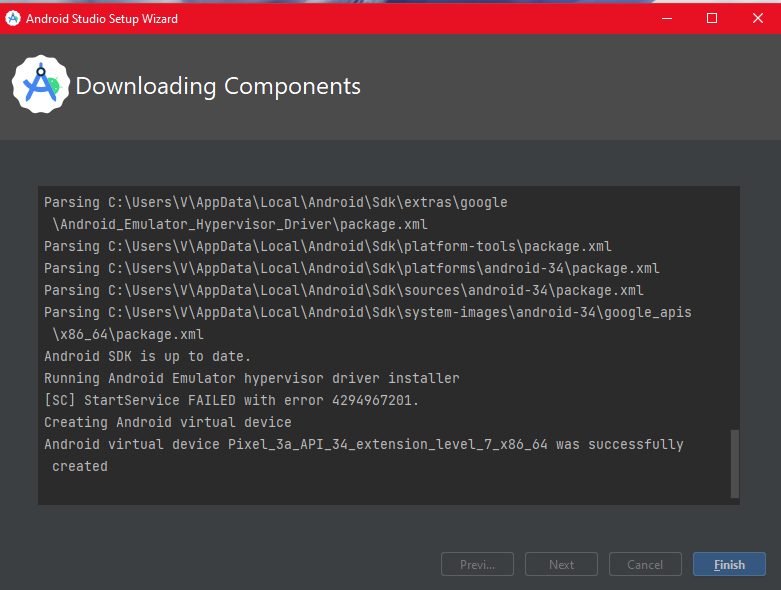 Android Studio Setup Wizard
Downloading Components
Parsing C:\Users\V\AppData\Local\Android\Sdk\extras\google
\Android_Emulator_Hypervisor_Driver\package.xml
Parsing C:\Users\V\AppData\Local\Android\Sdk\platform-tools\package.xml
Parsing C:\Users\V\AppData\Local\Android\Sdk\platforms\android-34\package.xml
Parsing C:\Users\V\AppData\Local\Android\Sdk\sources\android-34\package.xml
Parsing C:\Users\V\AppData\Local\Android\Sdk\system-images\android-34\google_apis
\x86_64\package.xml
Android SDK is up to date.
Running Android Emulator hypervisor driver installer
[SC] StartService FAILED with error 4294967201.
Creating Android virtual device
Android virtual device Pixel_3a_API_34_extension_level_7_x86_64 was successfully
created
Previ... Next Cancel Finish